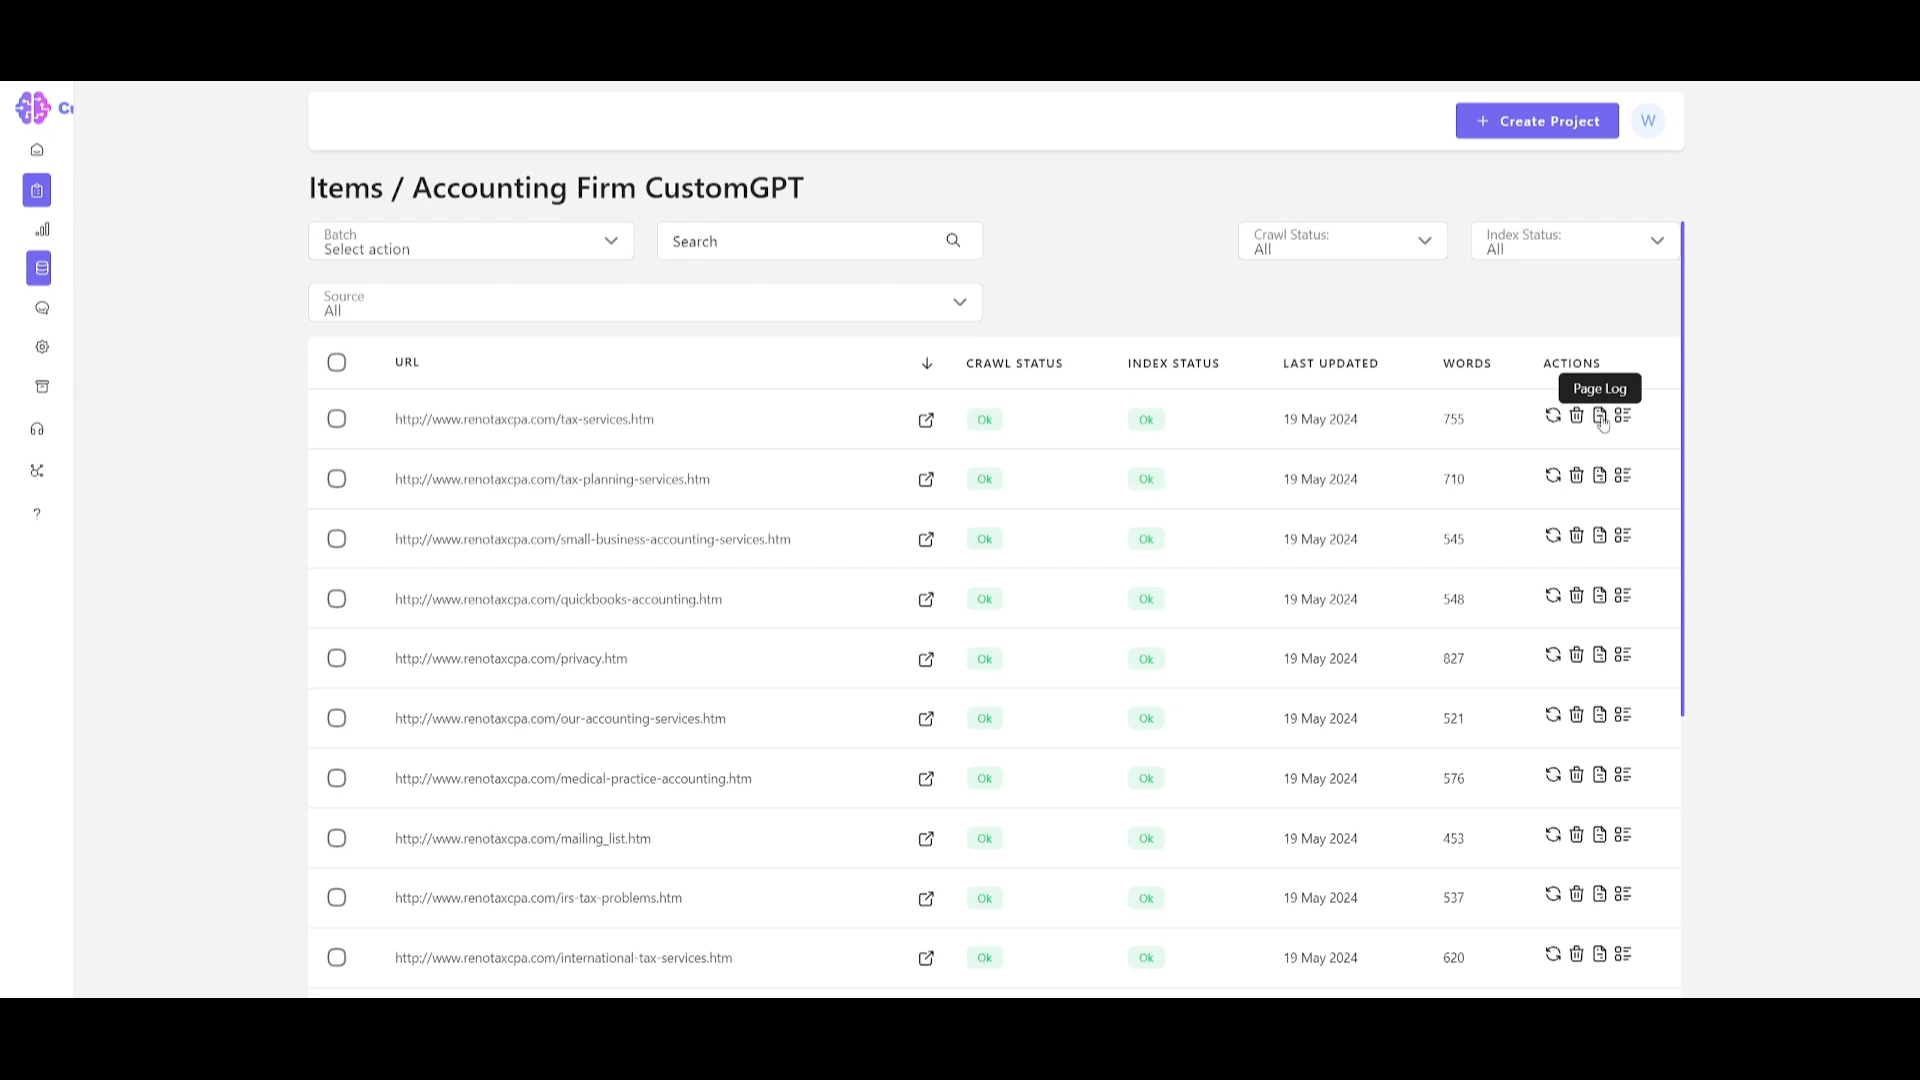 Cu
+ Create Project W
Items / Accounting Firm CustomGPT
Batch
Select action
Search
Crawl Status:
All
Index Status:
All
Source
All
URL CRAWL STATUS INDEX STATUS LAST UPDATED WORDS ACTIONS
Page Log
http://www.renotaxcpa.com/tax-services.htm Ok Ok 19 May 2024 755
http://www.renotaxcpa.com/tax-planning-services.htm Ok Ok 19 May 2024 710
http://www.renotaxcpa.com/small-business-accounting-services.htm Ok Ok 19 May 2024 545
http://www.renotaxcpa.com/quickbooks-accounting.htm Ok Ok 19 May 2024 548
http://www.renotaxcpa.com/privacy.htm Ok Ok 19 May 2024 827
http://www.renotaxcpa.com/our-accounting-services.htm Ok Ok 19 May 2024 521
http://www.renotaxcpa.com/medical-practice-accounting.htm Ok Ok 19 May 2024 576
http://www.renotaxcpa.com/mailing_list.htm Ok Ok 19 May 2024 453
http://www.renotaxcpa.com/irs-tax-problems.htm Ok Ok 19 May 2024 537
http://www.renotaxcpa.com/international-tax-services.htm Ok Ok 19 May 2024 620